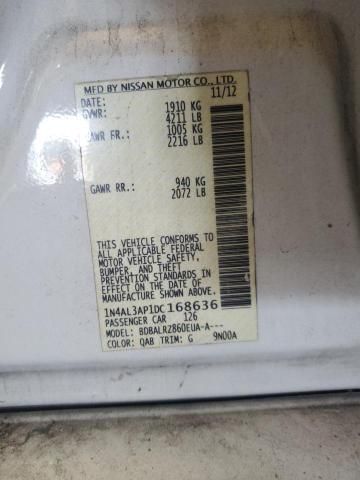 MFD BY NISSAN MOTOR CO., LTD.
DATE: 11/12
GVWR: 1910 KG
4211 LB
GAWR FR.: 1005 KG
2216 LB
GAWR RR.: 940 KG
2072 LB
THIS VEHICLE CONFORMS TO
ALL APPLICABLE FEDERAL
MOTOR VEHICLE SAFETY,
BUMPER, AND THEFT
PREVENTION STANDARDS IN
EFFECT ON THE DATE OF
MANUFACTURE SHOWN ABOVE.
1N4AL3AP1DC168636
PASSENGER CAR 126
MODEL: BDBALRZ860EUA-A---
COLOR: QAB TRIM: G 9N00A